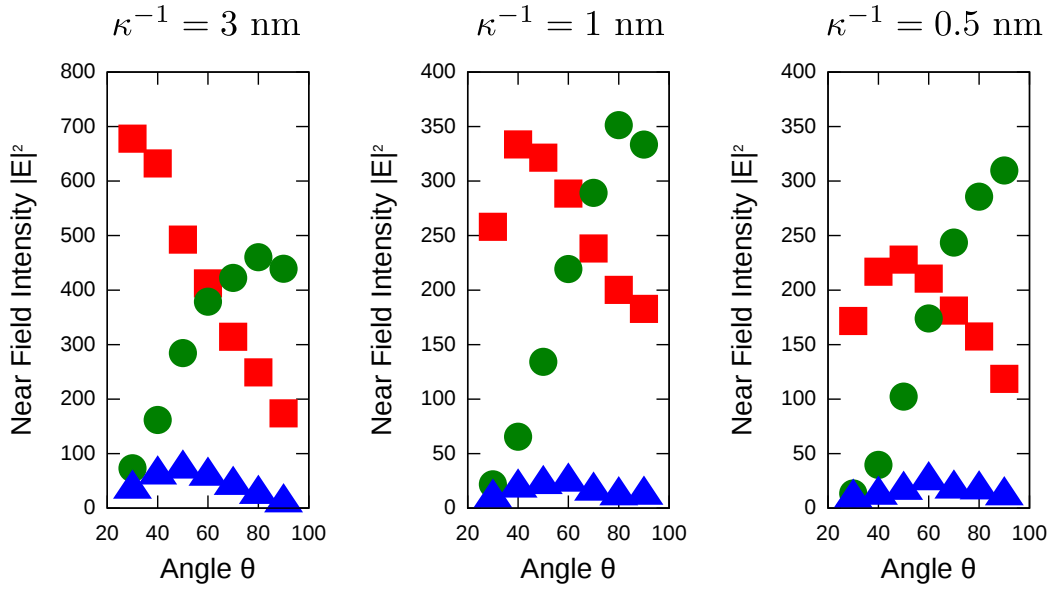 κ⁻¹ = 3 nm
Near Field Intensity |E|²
800
700
600
500
400
300
200
100
0
20 40 60 80 100
Angle θ
κ⁻¹ = 1 nm
Near Field Intensity |E|²
400
350
300
250
200
150
100
50
0
20 40 60 80 100
Angle θ
κ⁻¹ = 0.5 nm
Near Field Intensity |E|²
400
350
300
250
200
150
100
50
0
20 40 60 80 100
Angle θ